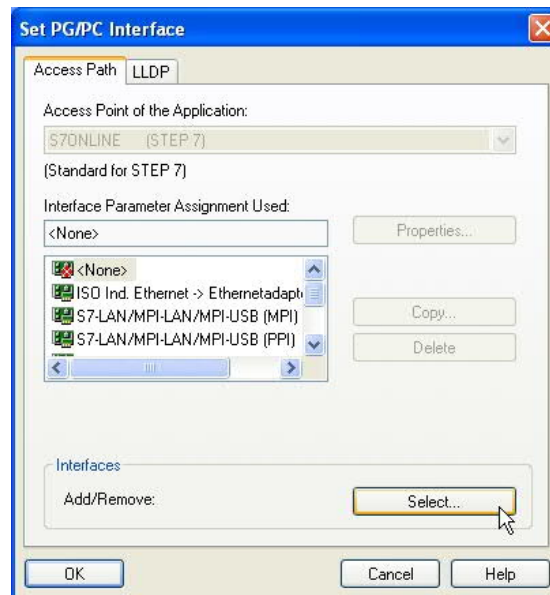 Set PG/PC Interface
Access Path LLDP
Access Point of the Application:
S7ONLINE (STEP 7)
(Standard for STEP 7)
Interface Parameter Assignment Used:
<None>
Properties...
<None>
ISO Ind. Ethernet -> Ethernetadapt
S7-LAN/MPI-LAN/MPI-USB (MPI)
S7-LAN/MPI-LAN/MPI-USB (PPI)
Copy...
Delete
Interfaces
Add/Remove:
Select...
OK
Cancel
Help